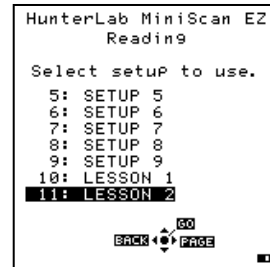 HunterLab MiniScan EZ
Reading
Select setup to use.
5: SETUP 5
6: SETUP 6
7: SETUP 7
8: SETUP 8
9: SETUP 9
10: LESSON 1
11: LESSON 2
GO
BACK PAGE